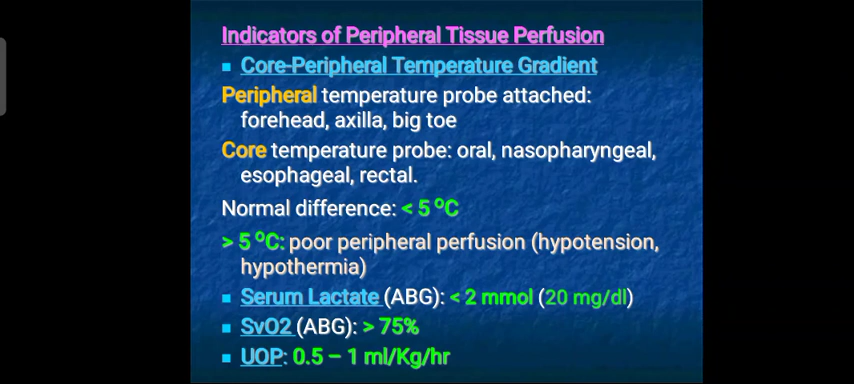 Indicators of Peripheral Tissue Perfusion
▪ Core-Peripheral Temperature Gradient
Peripheral temperature probe attached:
forehead, axilla, big toe
Core temperature probe: oral, nasopharyngeal,
esophageal, rectal.
Normal difference: < 5 ºC
> 5 ºC: poor peripheral perfusion (hypotension,
hypothermia)
▪ Serum Lactate (ABG): < 2 mmol (20 mg/dl)
▪ SvO2 (ABG): > 75%
▪ UOP: 0.5 – 1 ml/Kg/hr